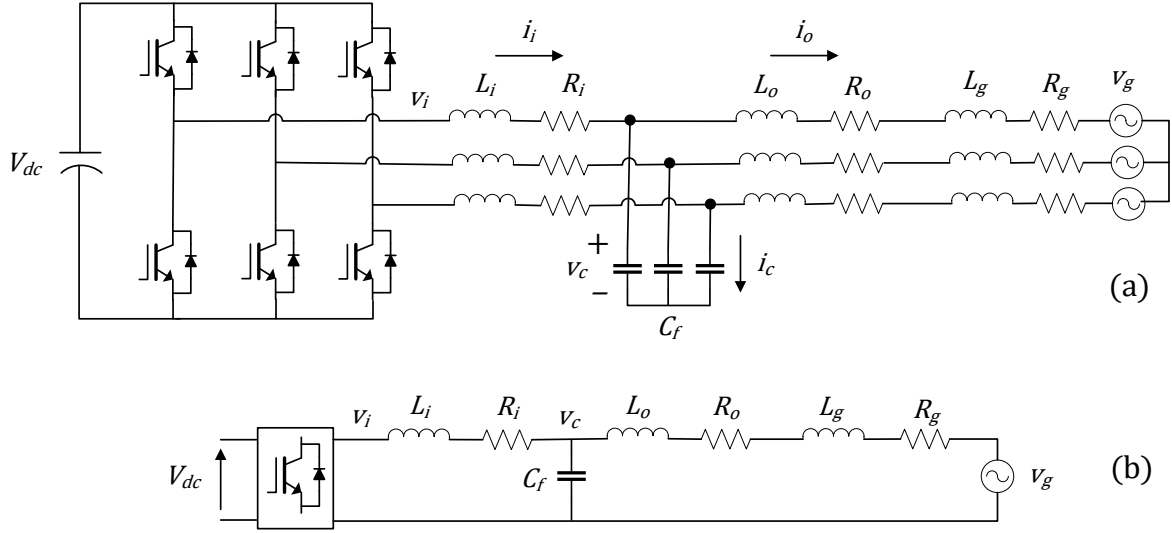 i_i i_o
L_i R_i L_o R_o L_g R_g v_g
v_i
V_dc
+
v_c i_c
−
(a)
C_f
v_i L_i R_i v_c L_o R_o L_g R_g
V_dc C_f v_g (b)